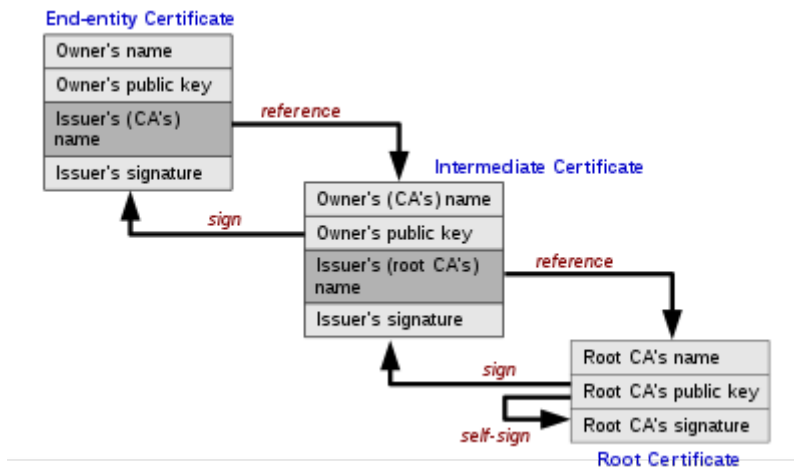 End-entity Certificate
Owner's name
Owner's public key
Issuer's (CA's)
name
Issuer's signature
reference
sign
Intermediate Certificate
Owner's (CA's) name
Owner's public key
Issuer's (root CA's)
name
Issuer's signature
reference
sign
self-sign
Root CA's name
Root CA's public key
Root CA's signature
Root Certificate